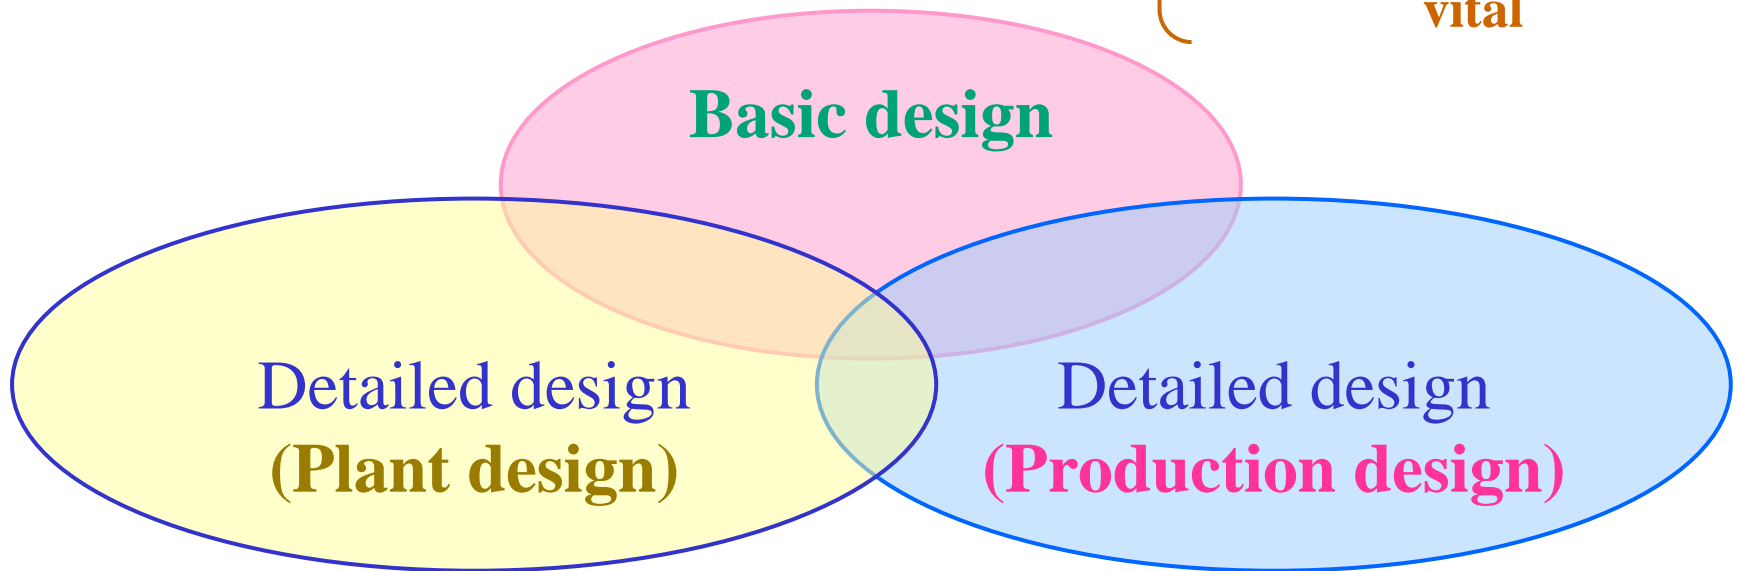 vital
Basic design
Detailed design
(Plant design)
Detailed design
(Production design)